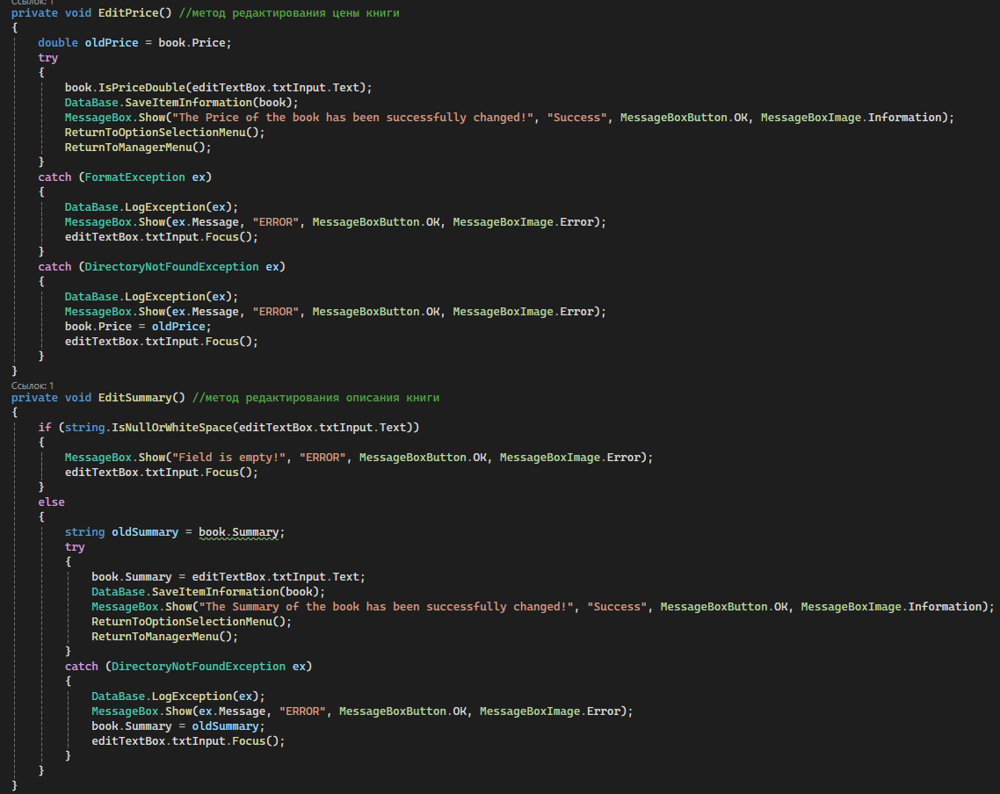 Ссылок: 1
private void EditPrice() //метод редактирования цены книги
{
    double oldPrice = book.Price;
    try
    {
        book.IsPriceDouble(editTextBox.txtInput.Text);
        DataBase.SaveItemInformation(book);
        MessageBox.Show("The Price of the book has been successfully changed!", "Success", MessageBoxButton.OK, MessageBoxImage.Information);
        ReturnToOptionSelectionMenu();
        ReturnToManagerMenu();
    }
    catch (FormatException ex)
    {
        DataBase.LogException(ex);
        MessageBox.Show(ex.Message, "ERROR", MessageBoxButton.OK, MessageBoxImage.Error);
        editTextBox.txtInput.Focus();
    }
    catch (DirectoryNotFoundException ex)
    {
        DataBase.LogException(ex);
        MessageBox.Show(ex.Message, "ERROR", MessageBoxButton.OK, MessageBoxImage.Error);
        book.Price = oldPrice;
        editTextBox.txtInput.Focus();
    }
}
Ссылок: 1
private void EditSummary() //метод редактирования описания книги
{
    if (string.IsNullOrWhiteSpace(editTextBox.txtInput.Text))
    {
        MessageBox.Show("Field is empty!", "ERROR", MessageBoxButton.OK, MessageBoxImage.Error);
        editTextBox.txtInput.Focus();
    }
    else
    {
        string oldSummary = book.Summary;
        try
        {
            book.Summary = editTextBox.txtInput.Text;
            DataBase.SaveItemInformation(book);
            MessageBox.Show("The Summary of the book has been successfully changed!", "Success", MessageBoxButton.OK, MessageBoxImage.Information);
            ReturnToOptionSelectionMenu();
            ReturnToManagerMenu();
        }
        catch (DirectoryNotFoundException ex)
        {
            DataBase.LogException(ex);
            MessageBox.Show(ex.Message, "ERROR", MessageBoxButton.OK, MessageBoxImage.Error);
            book.Summary = oldSummary;
            editTextBox.txtInput.Focus();
        }
    }
}